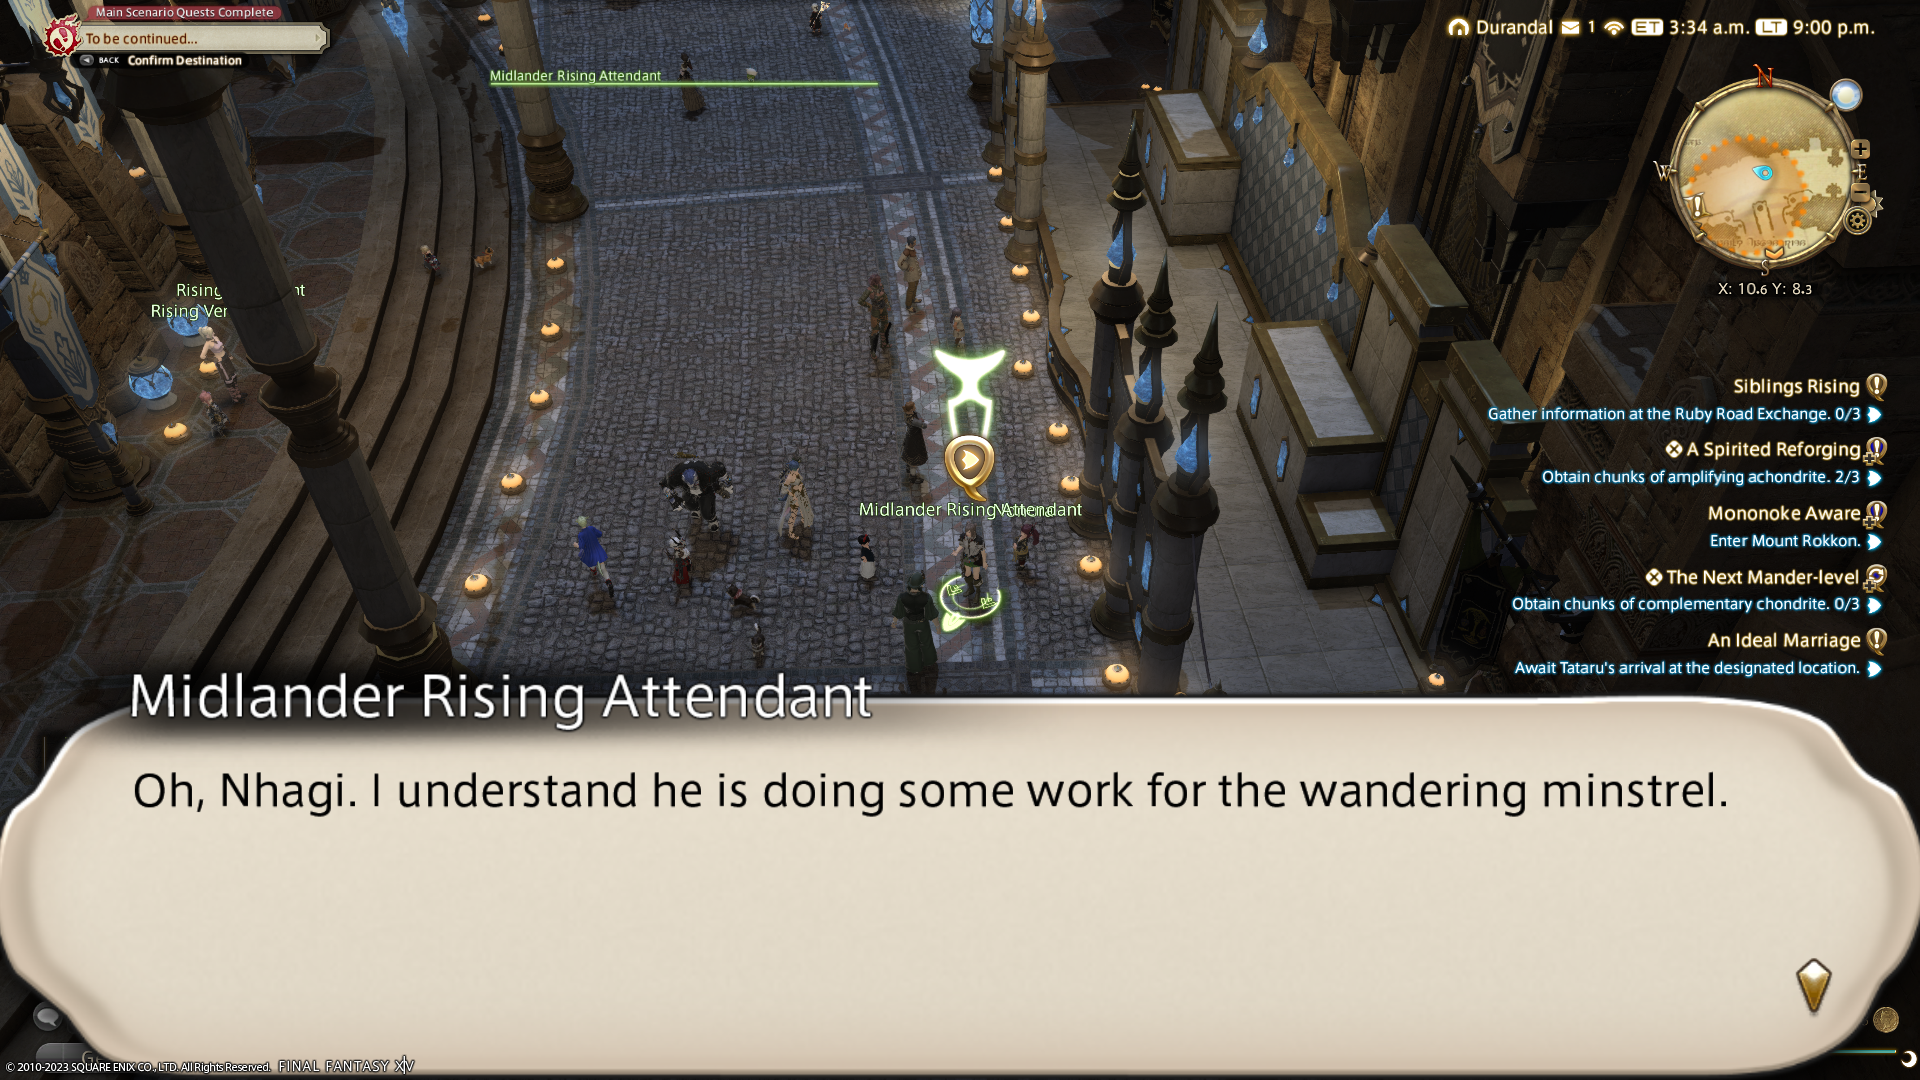 Main Scenario Quests Complete
To be continued...
BACK Confirm Destination
Midlander Rising Attendant
Durandal 1 ET 3:34 a.m. LT 9:00 p.m.
N
W
E
S
X: 10.6 Y: 8.3
Rising
Rising
Siblings Rising
Gather information at the Ruby Road Exchange. 0/3
A Spirited Reforging
Obtain chunks of amplifying achondrite. 2/3
Mononoke Aware
Enter Mount Rokkon.
The Next Mander-level
Obtain chunks of complementary chondrite. 0/3
An Ideal Marriage
Await Tataru's arrival at the designated location.
Midlander Rising Attendant
Midlander Rising Attendant
Oh, Nhagi. I understand he is doing some work for the wandering minstrel.
© 2010-2023 SQUARE ENIX CO., LTD. All Rights Reserved. FINAL FANTASY XIV